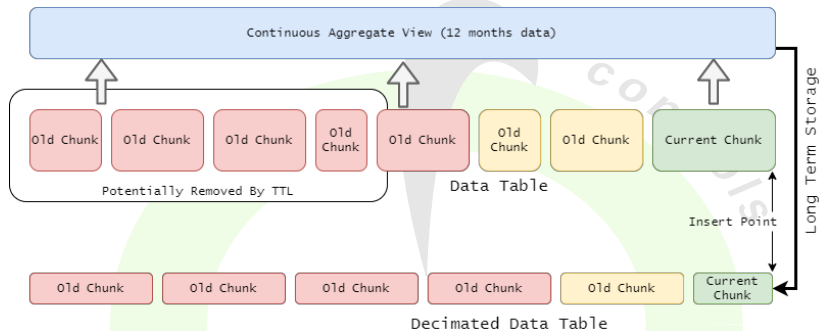 Continuous Aggregate View (12 months data)
Old Chunk
Old Chunk
Old Chunk
Old
Chunk
Old Chunk
Old
Chunk
Old Chunk
Current Chunk
Potentially Removed By TTL
Data Table
Insert Point
Long Term Storage
Old Chunk
Old Chunk
Old Chunk
Old Chunk
Old Chunk
Current
Chunk
Decimated Data Table